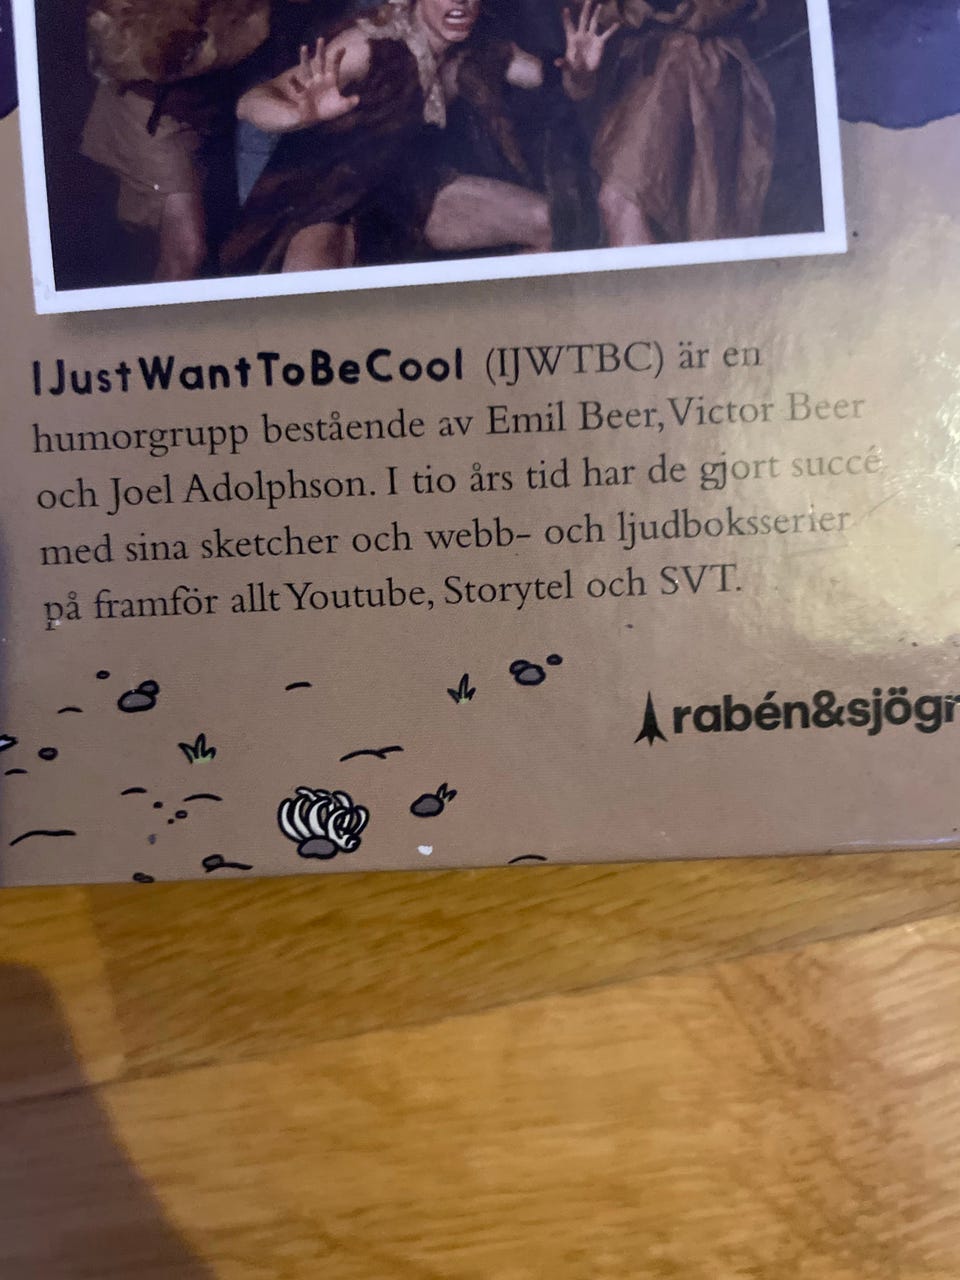 IJustWantToBeCool (IJWTBC) är en
humorgrupp bestående av Emil Beer, Victor Beer
och Joel Adolphson. I tio års tid har de gjort succé
med sina sketcher och webb- och ljudboksserier
på framför allt Youtube, Storytel och SVT.
rabén&sjögr